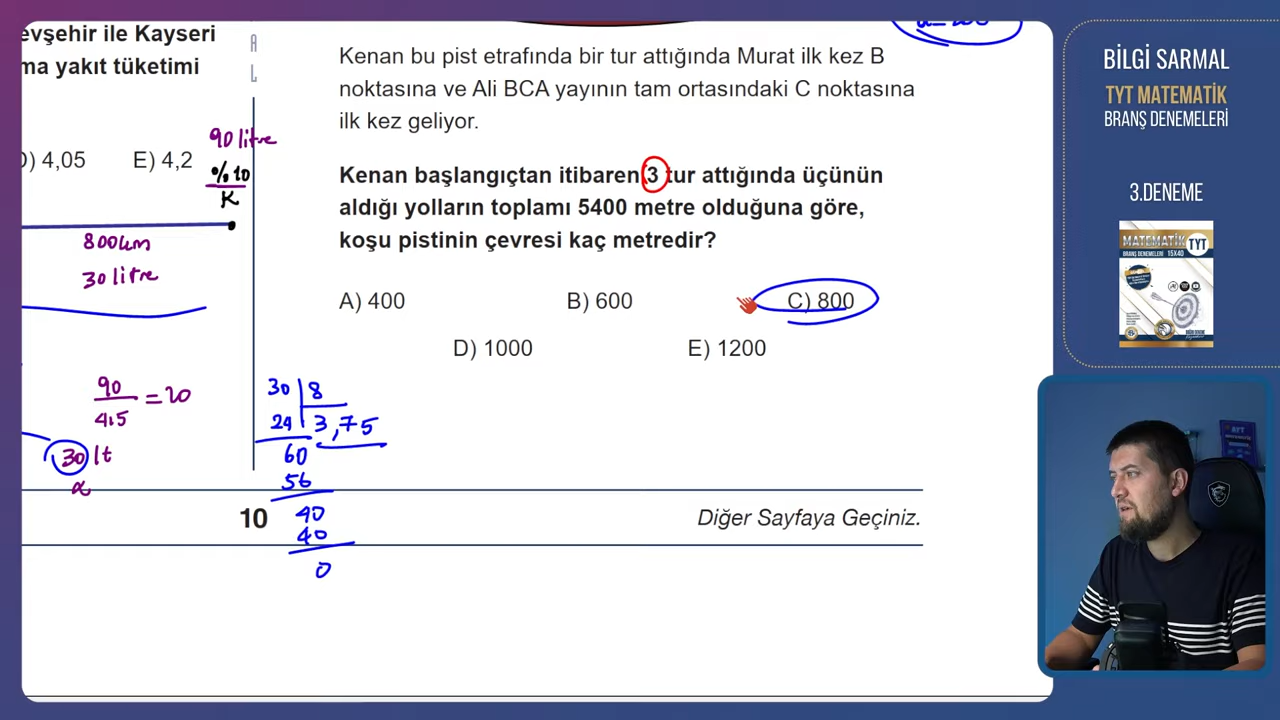 evşehir ile Kayseri
ma yakıt tüketimi
A
L
90 litre
D) 4,05 E) 4,2
%10
K
800km
30 litre
90
4,5
= 20
30 lt
Kenan bu pist etrafında bir tur attığında Murat ilk kez B
noktasına ve Ali BCA yayının tam ortasındaki C noktasına
ilk kez geliyor.
Kenan başlangıçtan itibaren 3 tur attığında üçünün
aldığı yolların toplamı 5400 metre olduğuna göre,
koşu pistinin çevresi kaç metredir?
A) 400 B) 600 C) 800
D) 1000 E) 1200
30 8
24 3,75
60
56
40
40
0
10 Diğer Sayfaya Geçiniz.
BİLGİ SARMAL
TYT MATEMATİK
BRANŞ DENEMELERİ
3.DENEME
MATEMATİK TYT
BRANŞ DENEMELERİ 15X40